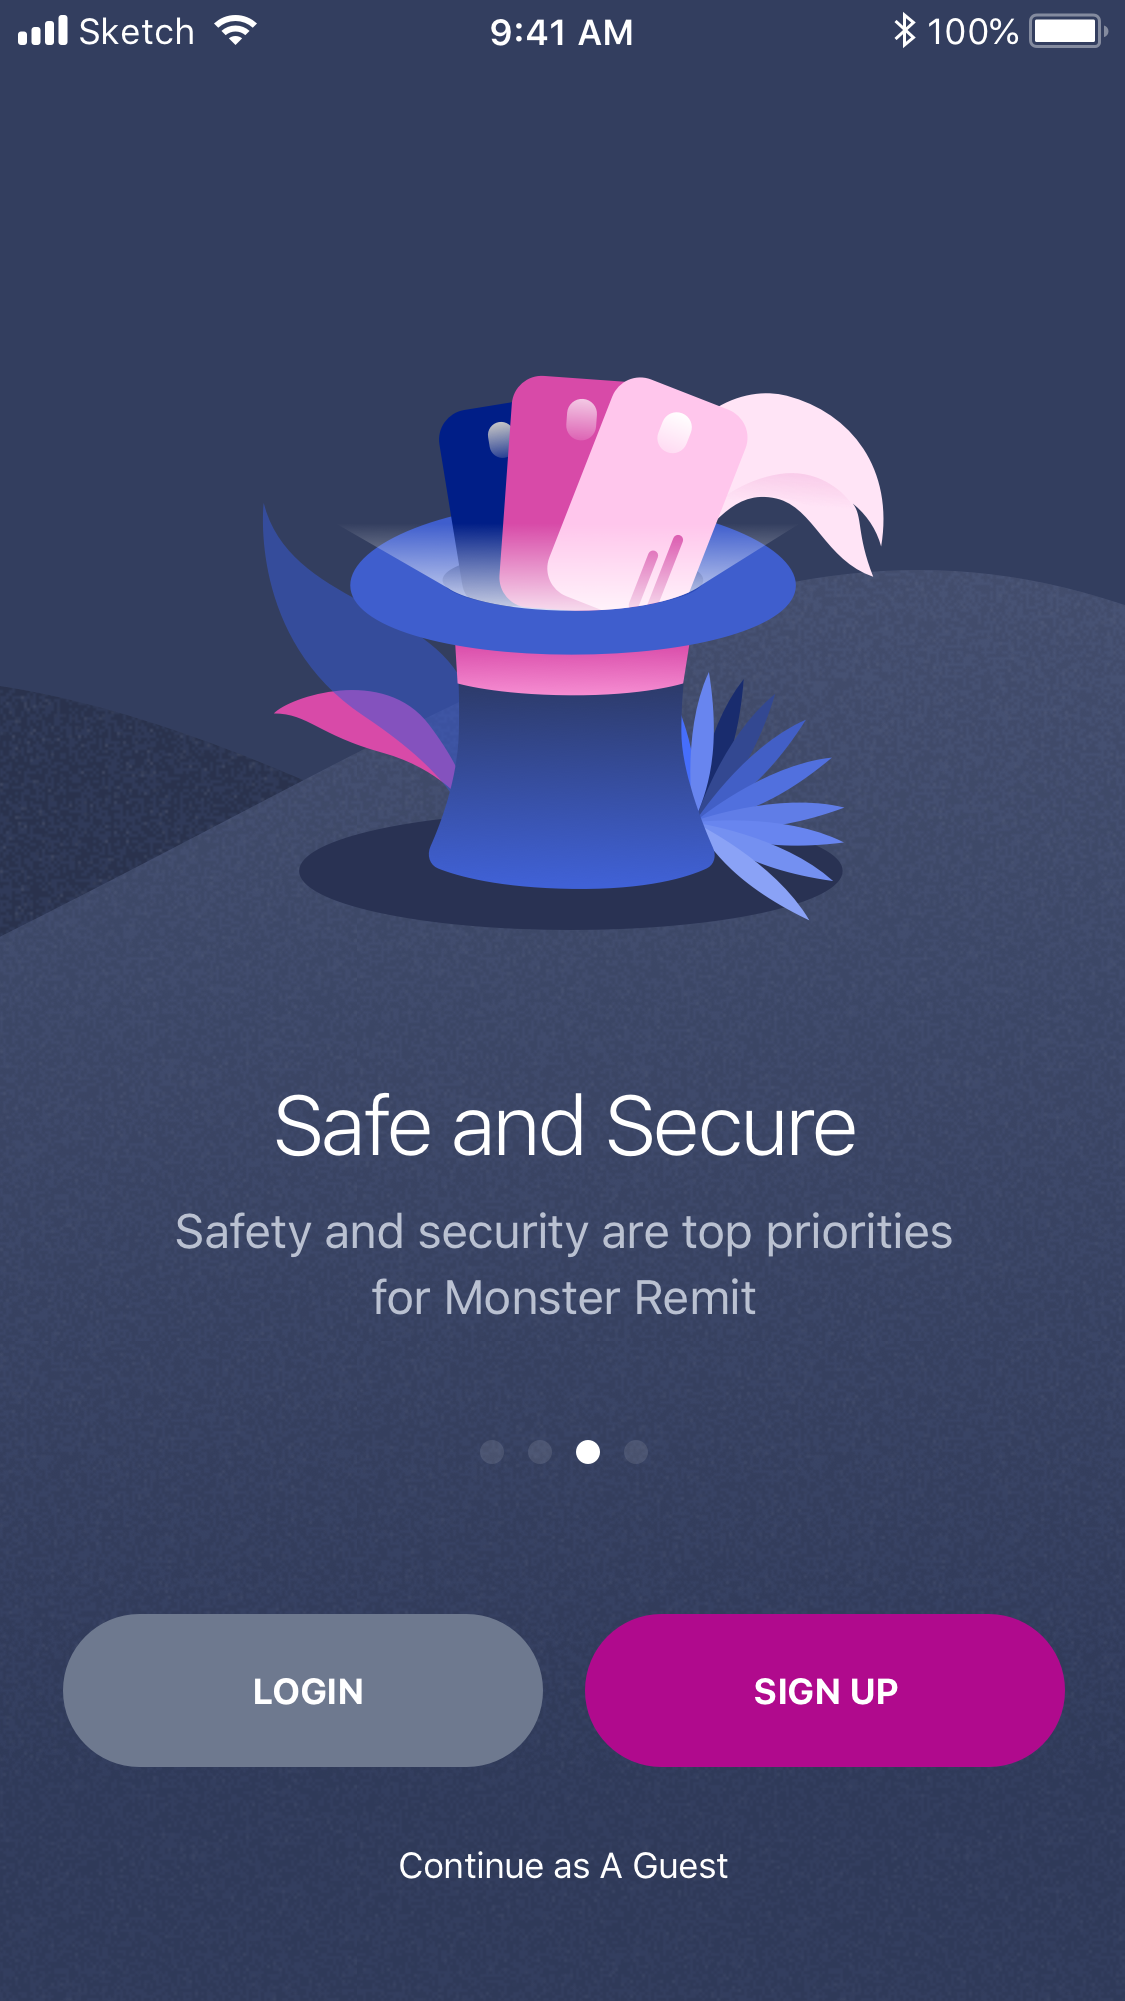 Sketch 9:41 AM 100%
Safe and Secure
Safety and security are top priorities
for Monster Remit
LOGIN SIGN UP
Continue as A Guest